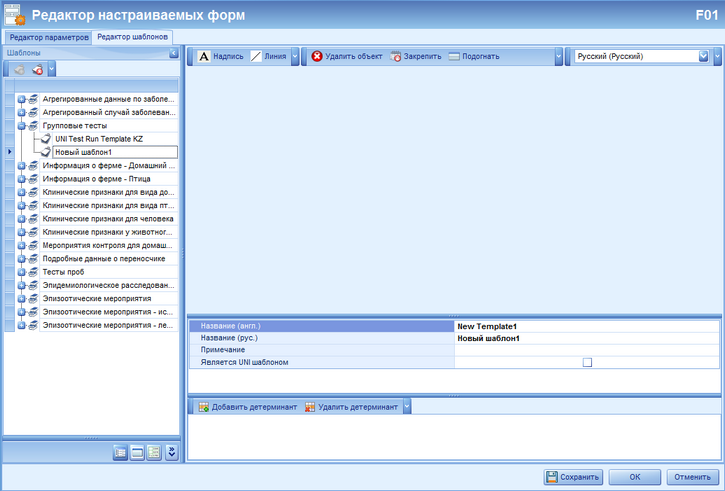 Редактор настраиваемых форм F01
Редактор параметров Редактор шаблонов
Шаблоны
Надпись Линия Удалить объект Закрепить Подогнать Русский (Русский)
Агрегированные данные по заболе...
Агрегированный случай заболеван...
Групповые тесты
UNI Test Run Template KZ
Новый шаблон1
Информация о ферме - Домашний ...
Информация о ферме - Птица
Клинические признаки для вида до...
Клинические признаки для вида пт...
Клинические признаки для человека
Клинические признаки у животног...
Мероприятия контроля для домаш...
Подробные данные о переносчике
Тесты проб
Эпидемиологическое расследован...
Эпизоотические мероприятия
Эпизоотические мероприятия - ис...
Эпизоотические мероприятия - ле...
Название (англ.) New Template1
Название (рус.) Новый шаблон1
Примечание
Является UNI шаблоном
Добавить детерминант Удалить детерминант
Сохранить OK Отменить